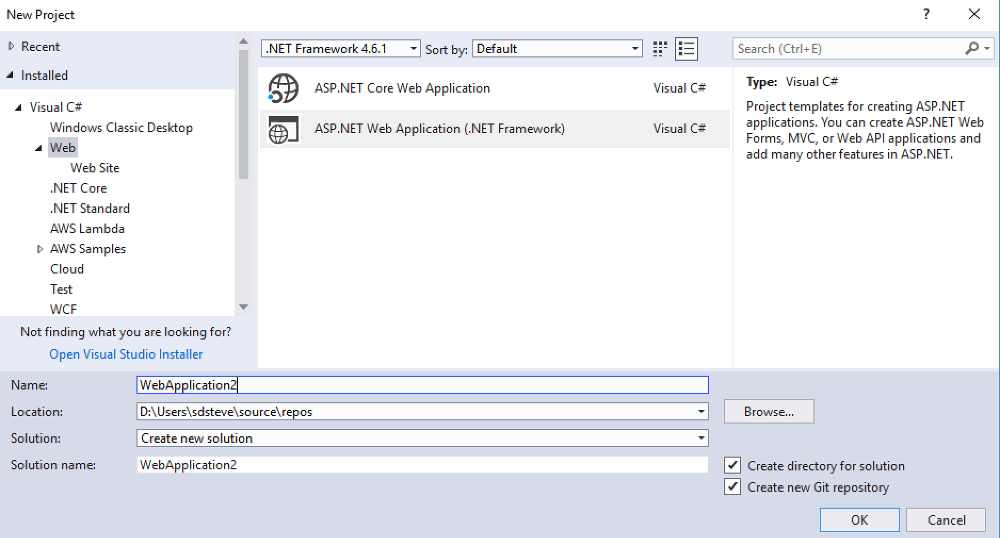 New Project
?
Recent
Installed
Visual C#
Windows Classic Desktop
Web
Web Site
.NET Core
.NET Standard
AWS Lambda
AWS Samples
Cloud
Test
WCF
Not finding what you are looking for?
Open Visual Studio Installer
.NET Framework 4.6.1 Sort by: Default
Search (Ctrl+E)
ASP.NET Core Web Application Visual C#
ASP.NET Web Application (.NET Framework) Visual C#
Type: Visual C#
Project templates for creating ASP.NET
applications. You can create ASP.NET Web
Forms, MVC, or Web API applications and
add many other features in ASP.NET.
Name: WebApplication2
Location: D:\Users\sdsteve\source\repos Browse...
Solution: Create new solution
Solution name: WebApplication2
Create directory for solution
Create new Git repository
OK Cancel